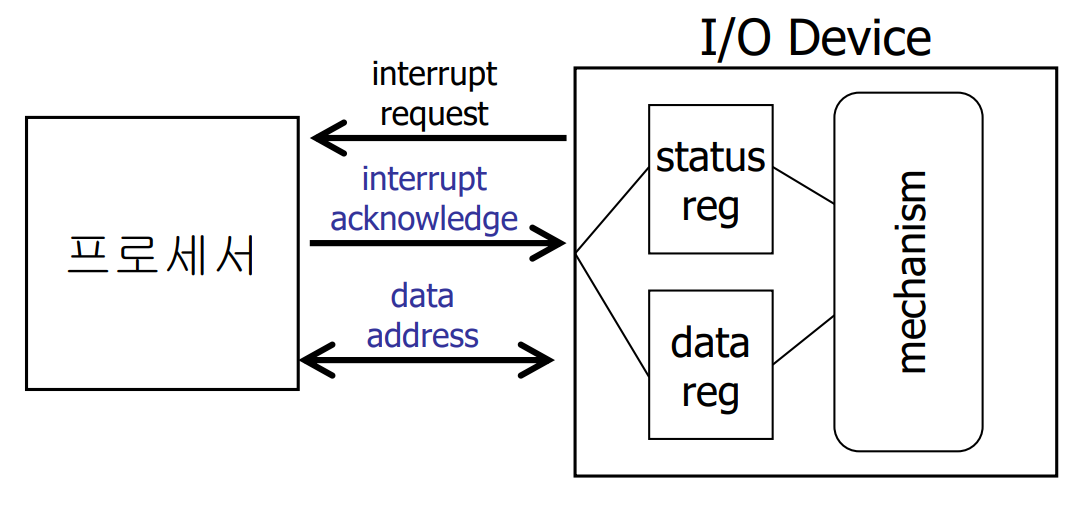 I/O Device
interrupt
request
interrupt
acknowledge
data
address
프로세서
status
reg
data
reg
mechanism